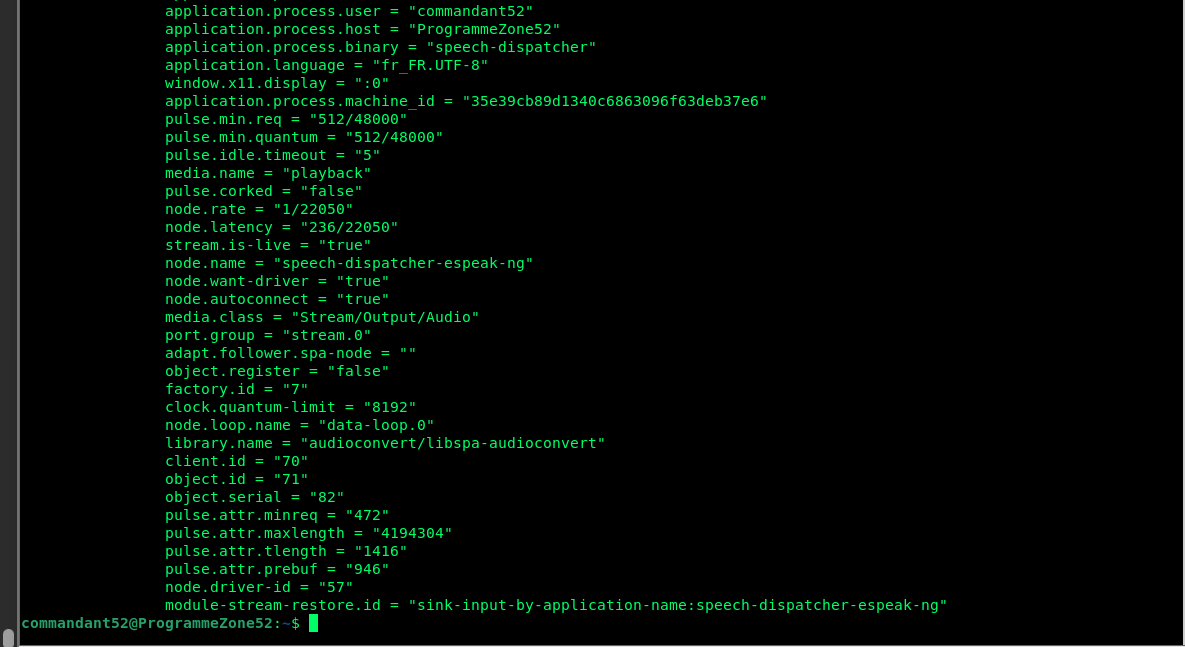 application.process.user = "commandant52"
application.process.host = "ProgrammeZone52"
application.process.binary = "speech-dispatcher"
application.language = "fr_FR.UTF-8"
window.x11.display = ":0"
application.process.machine_id = "35e39cb89d1340c6863096f63deb37e6"
pulse.min.req = "512/48000"
pulse.min.quantum = "512/48000"
pulse.idle.timeout = "5"
media.name = "playback"
pulse.corked = "false"
node.rate = "1/22050"
node.latency = "236/22050"
stream.is-live = "true"
node.name = "speech-dispatcher-espeak-ng"
node.want-driver = "true"
node.autoconnect = "true"
media.class = "Stream/Output/Audio"
port.group = "stream.0"
adapt.follower.spa-node = ""
object.register = "false"
factory.id = "7"
clock.quantum-limit = "8192"
node.loop.name = "data-loop.0"
library.name = "audioconvert/libspa-audioconvert"
client.id = "70"
object.id = "71"
object.serial = "82"
pulse.attr.minreq = "472"
pulse.attr.maxlength = "4194304"
pulse.attr.tlength = "1416"
pulse.attr.prebuf = "946"
node.driver-id = "57"
module-stream-restore.id = "sink-input-by-application-name:speech-dispatcher-espeak-ng"
commandant52@ProgrammeZone52:~$